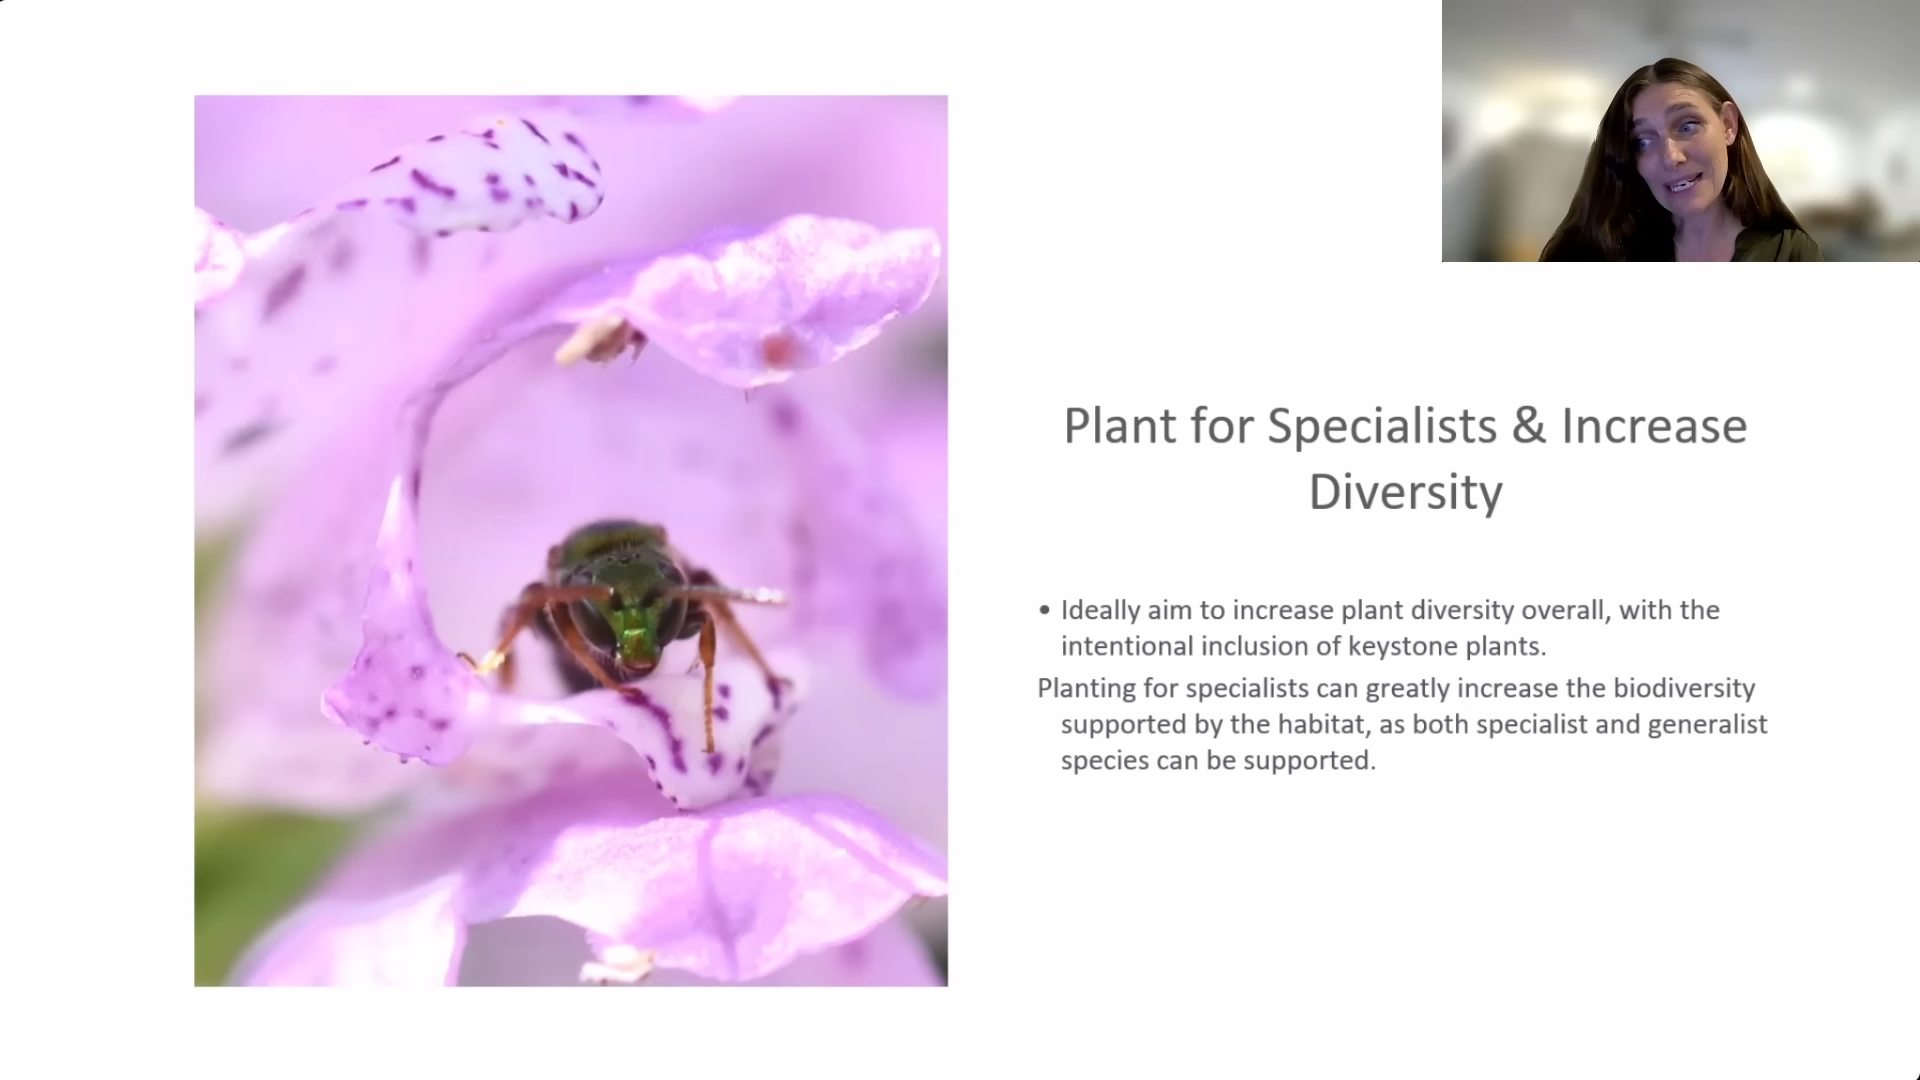 Plant for Specialists & Increase
Diversity
• Ideally aim to increase plant diversity overall, with the
intentional inclusion of keystone plants.
Planting for specialists can greatly increase the biodiversity
supported by the habitat, as both specialist and generalist
species can be supported.